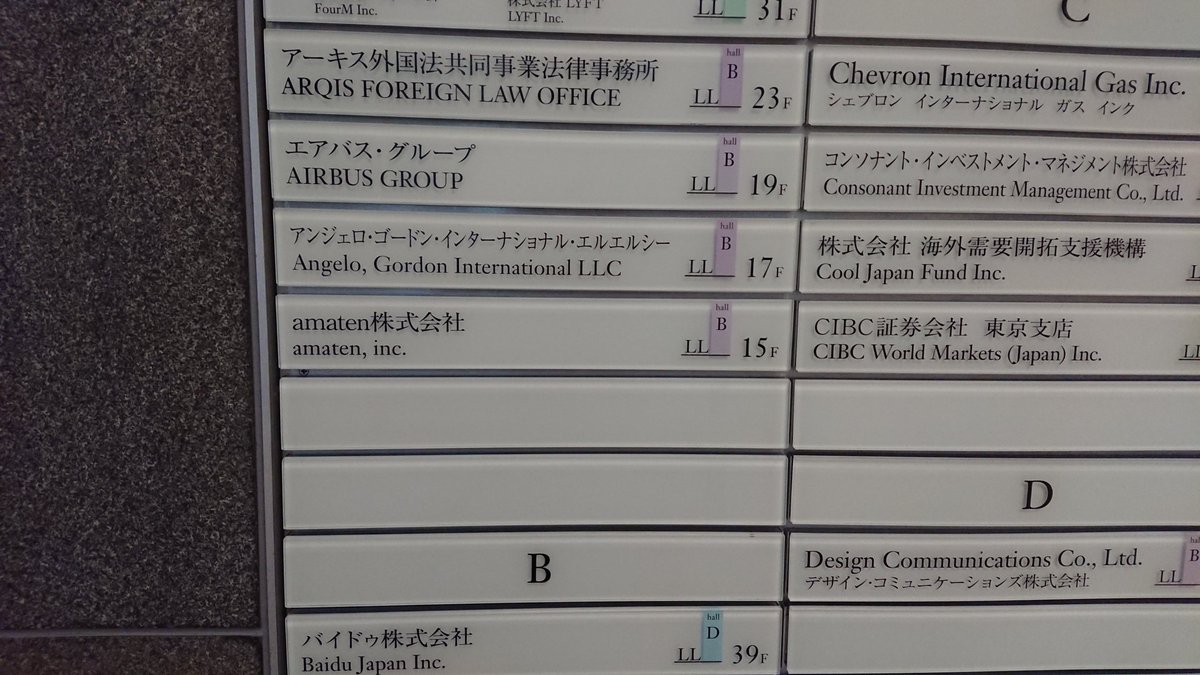 FourM Inc.
株式会社 LYFT
LYFT Inc.
LL 31F
アーキス外国法共同事業法律事務所
ARQIS FOREIGN LAW OFFICE
hall
B
LL 23F
エアバス・グループ
AIRBUS GROUP
hall
B
LL 19F
アンジェロ・ゴードン・インターナショナル・エルエルシー
Angelo, Gordon International LLC
hall
B
LL 17F
amaten株式会社
amaten, inc.
hall
B
LL 15F
B
バイドゥ株式会社
Baidu Japan Inc.
hall
D
LL 39F
C
Chevron International Gas Inc.
シェブロン インターナショナル ガス インク
コンソナント・インベストメント・マネジメント株式会社
Consonant Investment Management Co., Ltd.
株式会社 海外需要開拓支援機構
Cool Japan Fund Inc.
CIBC証券会社 東京支店
CIBC World Markets (Japan) Inc.
LL
D
Design Communications Co., Ltd.
デザイン・コミュニケーションズ株式会社
hall
B
LL